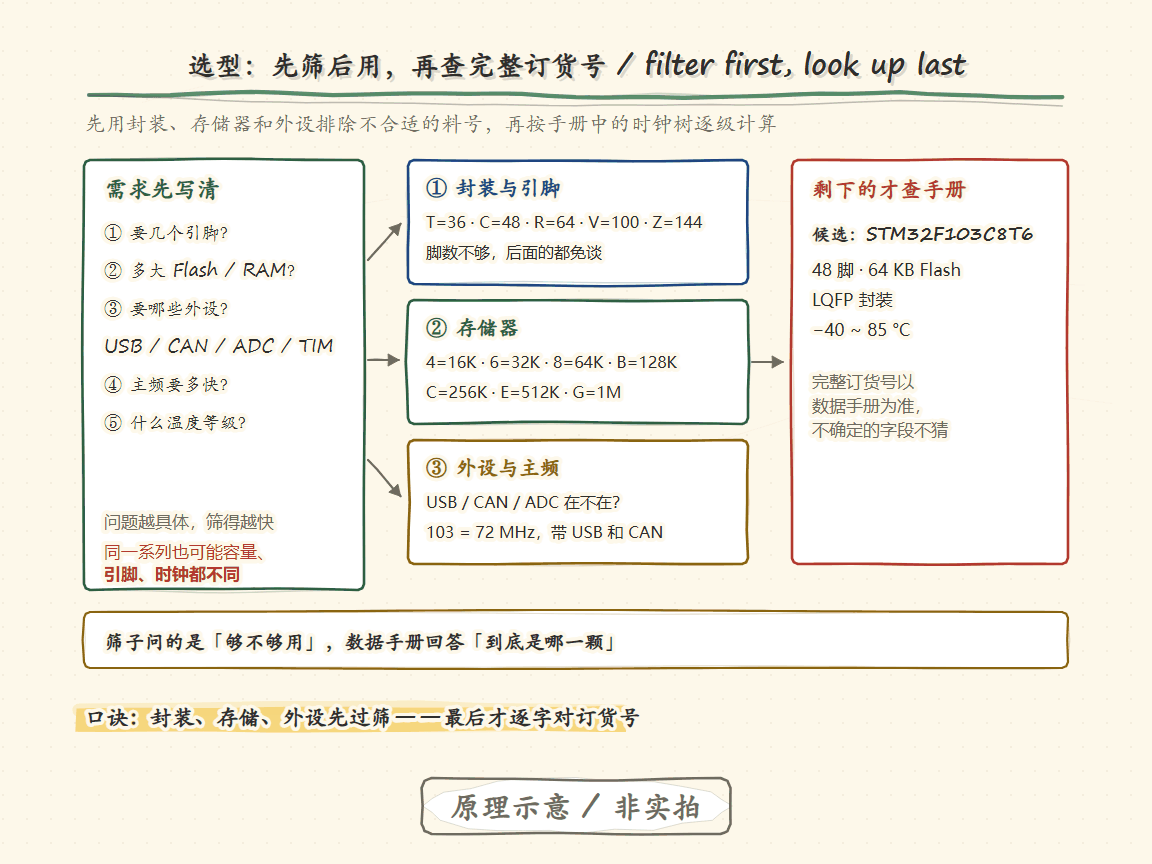 选型：先筛后用，再查完整订货号 / filter first, look up last
先用封装、存储器和外设排除不合适的料号，再按手册中的时钟树逐级计算
需求先写清
① 要几个引脚?
② 多大 Flash / RAM?
③ 要哪些外设?
USB / CAN / ADC / TIM
④ 主频要多快?
⑤ 什么温度等级?
问题越具体，筛得越快
同一系列也可能容量、
引脚、时钟都不同
① 封装与引脚
T=36 · C=48 · R=64 · V=100 · Z=144
脚数不够，后面的都免谈
② 存储器
4=16K · 6=32K · 8=64K · B=128K
C=256K · E=512K · G=1M
③ 外设与主频
USB / CAN / ADC 在不在?
103 = 72 MHz，带 USB 和 CAN
剩下的才查手册
候选：STM32F103C8T6
48 脚 · 64 KB Flash
LQFP 封装
−40 ~ 85 °C
完整订货号以
数据手册为准，
不确定的字段不猜
筛子问的是「够不够用」，数据手册回答「到底是哪一颗」
口诀：封装、存储、外设先过筛——最后才逐字对订货号
原理示意 / 非实拍